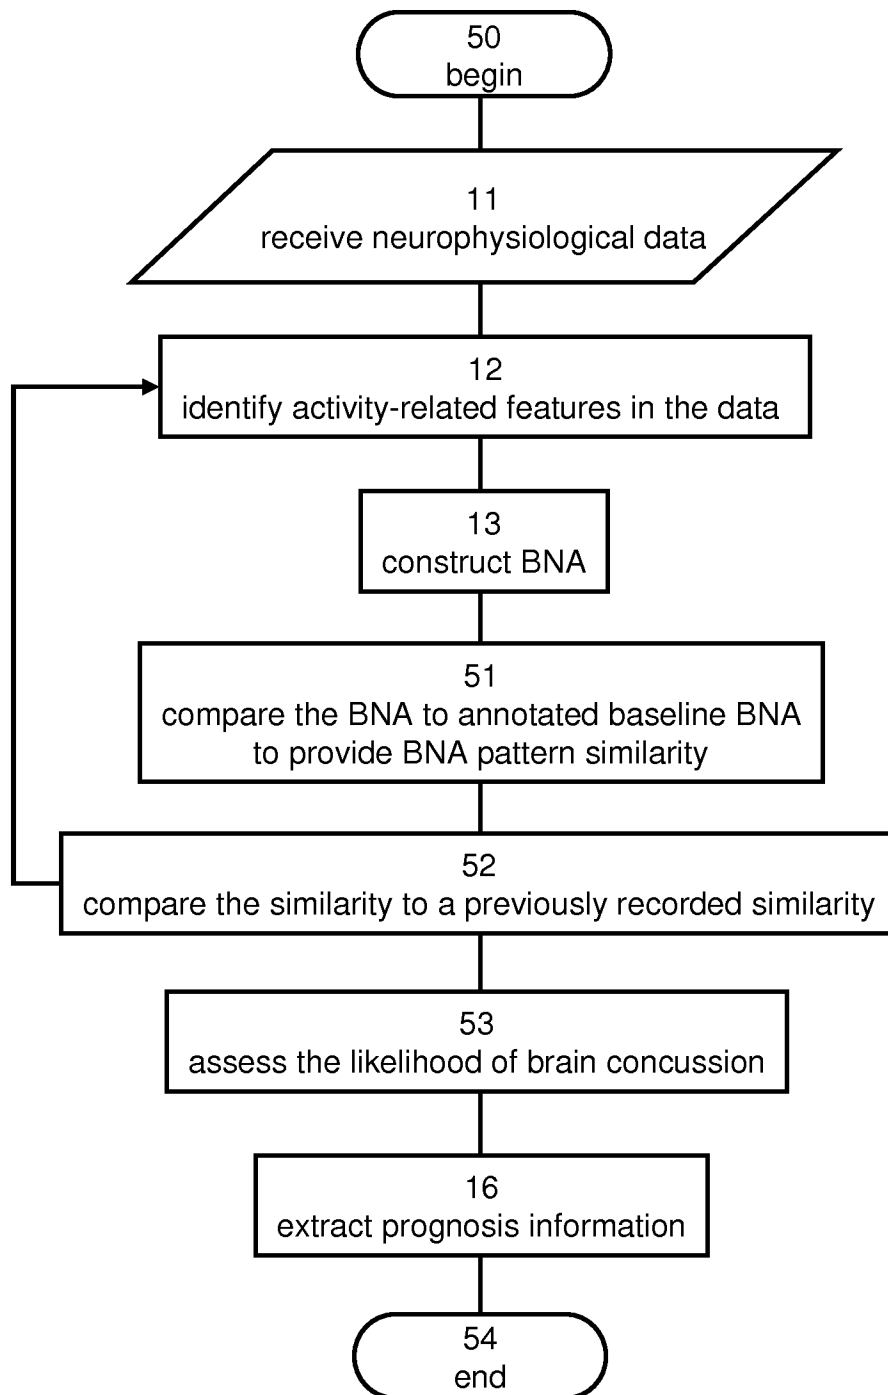 50
begin
11
receive neurophysiological data
12
identify activity-related features in the data
13
construct BNA
51
compare the BNA to annotated baseline BNA
to provide BNA pattern similarity
52
compare the similarity to a previously recorded similarity
53
assess the likelihood of brain concussion
16
extract prognosis information
54
end